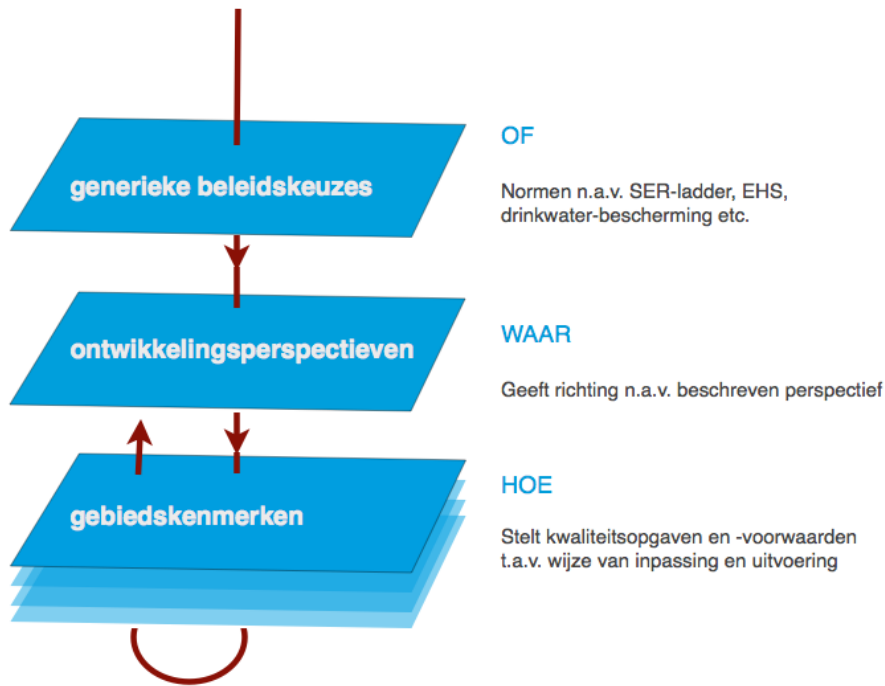 generieke beleidskeuzes
OF
Normen n.a.v. SER-ladder, EHS,
drinkwater-bescherming etc.
ontwikkelingsperspectieven
WAAR
Geeft richting n.a.v. beschreven perspectief
gebiedskenmerken
HOE
Stelt kwaliteitsopgaven en -voorwaarden
t.a.v. wijze van inpassing en uitvoering